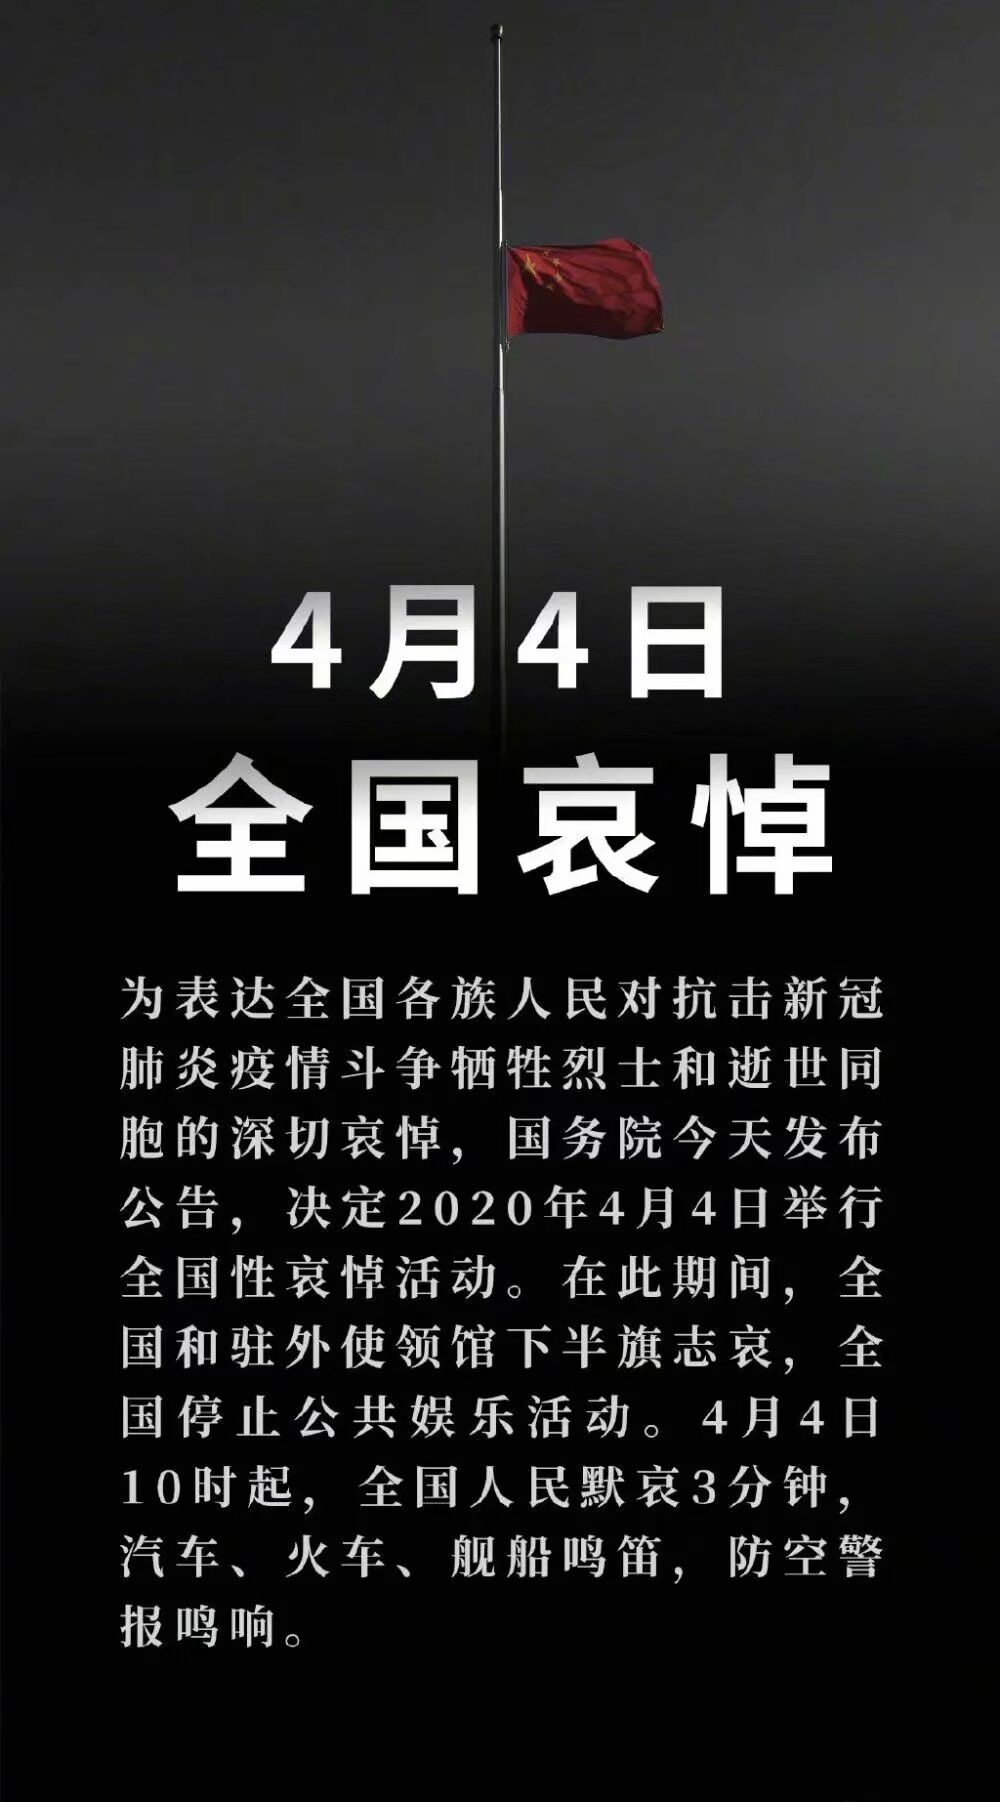 4月4日
全国哀悼
为表达全国各族人民对抗击新冠
肺炎疫情斗争牺牲烈士和逝世同
胞的深切哀悼，国务院今天发布
公告，决定2020年4月4日举行
全国性哀悼活动。在此期间，全
国和驻外使领馆下半旗志哀，全
国停止公共娱乐活动。4月4日
10时起，全国人民默哀3分钟，
汽车、火车、舰船鸣笛，防空警
报鸣响。